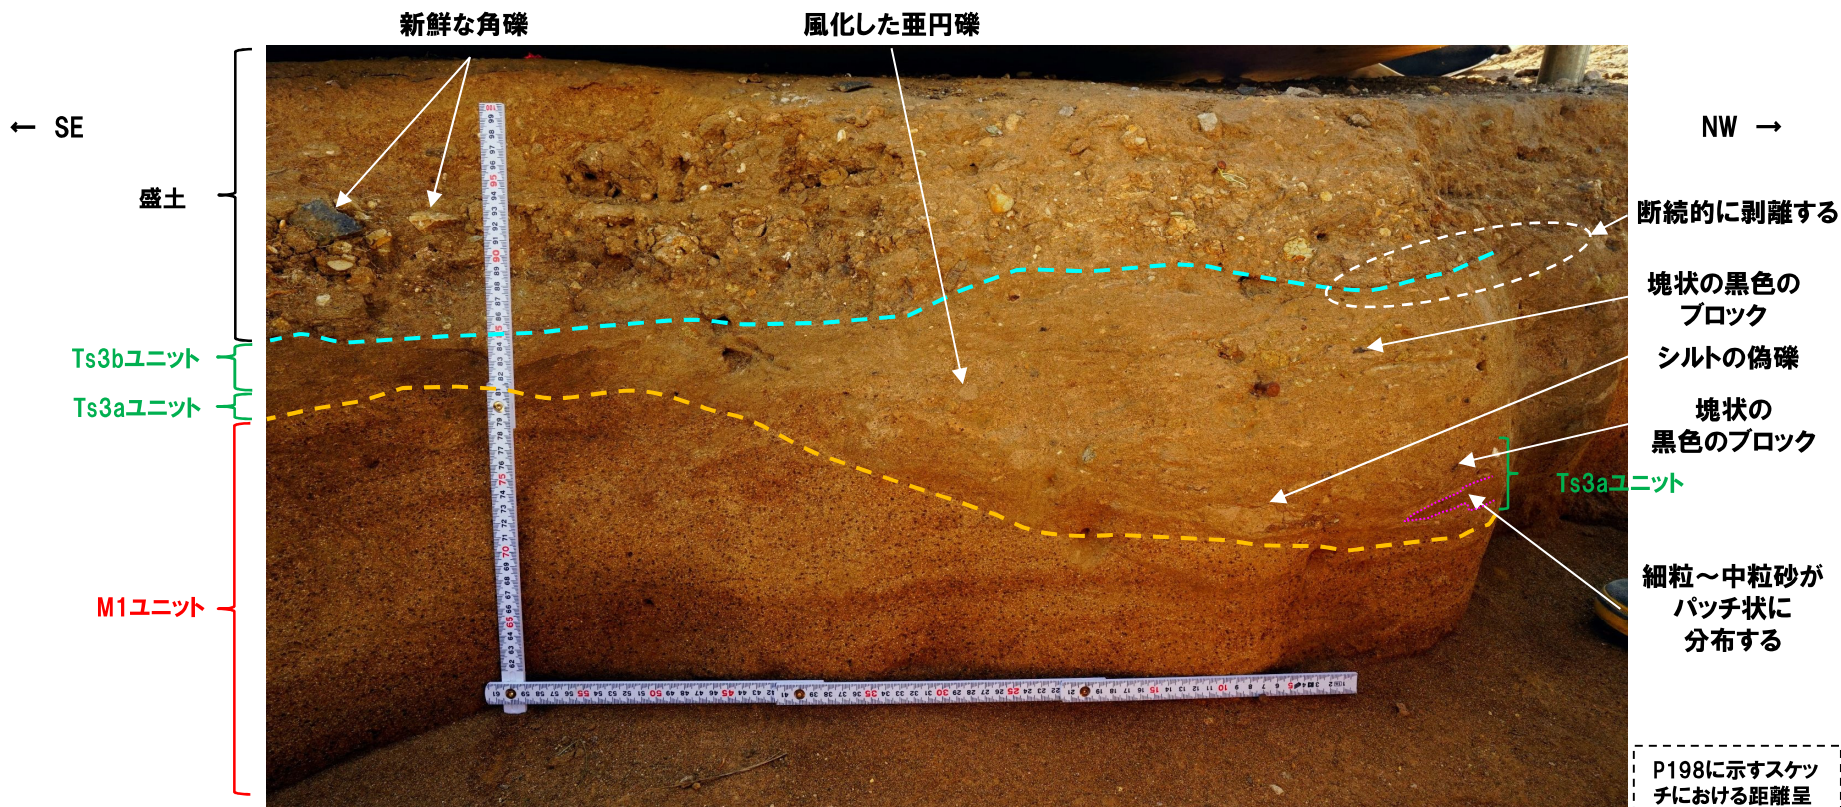 新鮮な角礫
風化した亜円礫
← SE
NW →
盛土
断続的に剥離する
塊状の黒色の
ブロック
Ts3bユニット
シルトの偽礫
Ts3aユニット
塊状の
黒色のブロック
Ts3aユニット
M1ユニット
細粒～中粒砂が
パッチ状に
分布する
P198に示すスケッ
チにおける距離呈